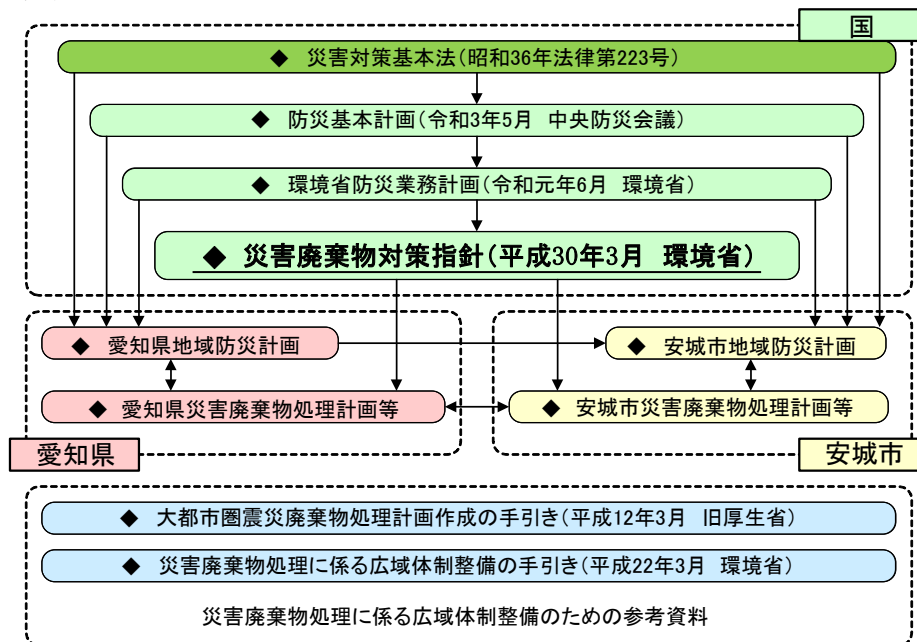 国
◆ 災害対策基本法(昭和36年法律第223号)
◆ 防災基本計画(令和3年5月 中央防災会議)
◆ 環境省防災業務計画(令和元年6月 環境省)
◆ 災害廃棄物対策指針(平成30年3月 環境省)
◆ 愛知県地域防災計画
◆ 安城市地域防災計画
◆ 愛知県災害廃棄物処理計画等
◆ 安城市災害廃棄物処理計画等
愛知県
安城市
◆ 大都市圏震災廃棄物処理計画作成の手引き(平成12年3月 旧厚生省)
◆ 災害廃棄物処理に係る広域体制整備の手引き(平成22年3月 環境省)
災害廃棄物処理に係る広域体制整備のための参考資料